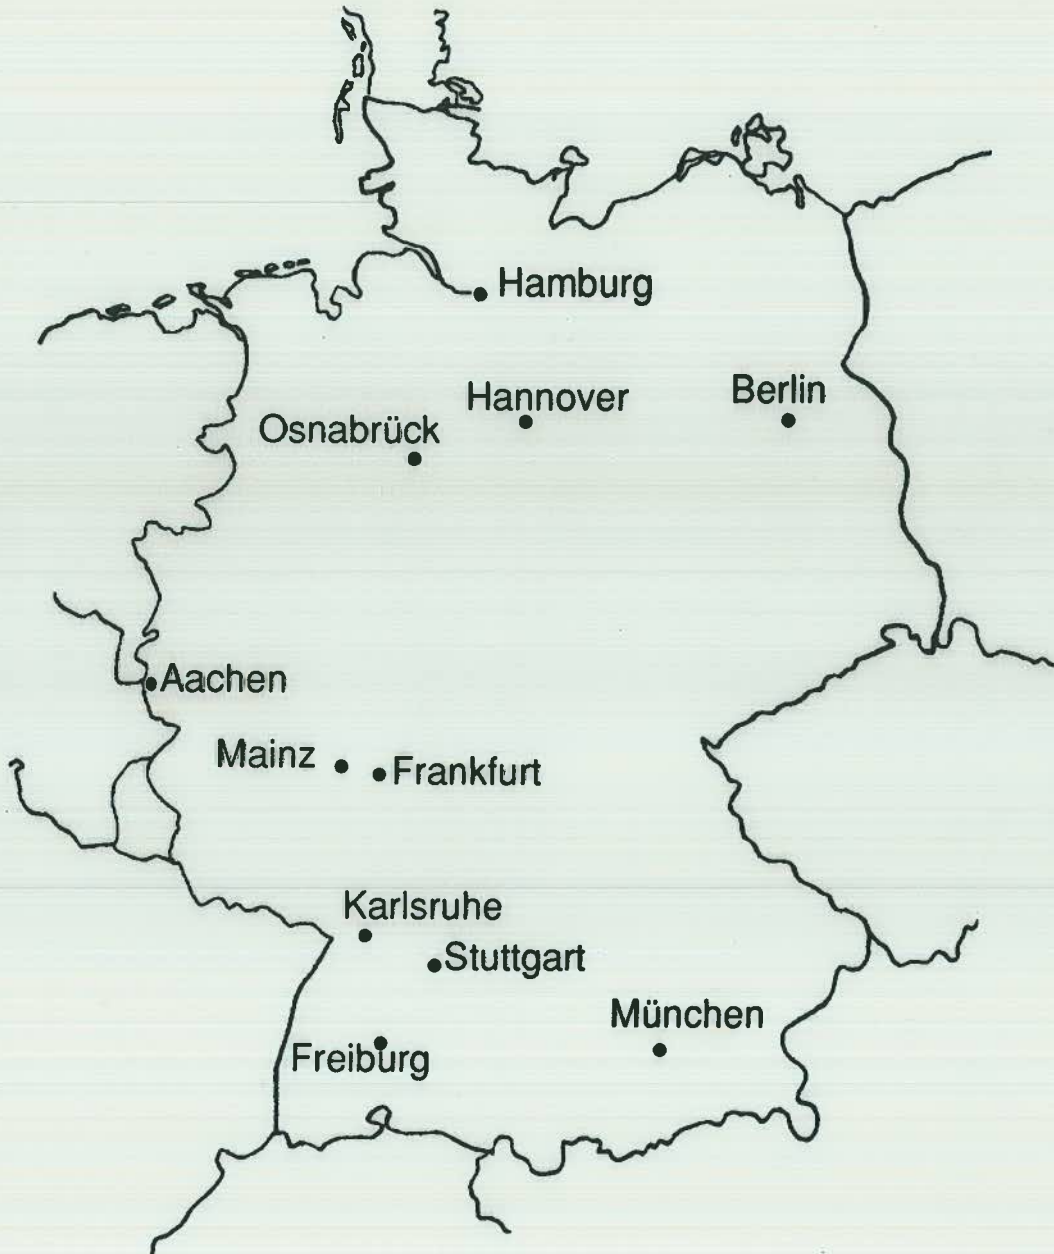 Hamburg
Hannover
Berlin
Osnabrück
Aachen
Mainz
Frankfurt
Karlsruhe
Stuttgart
München
Freiburg